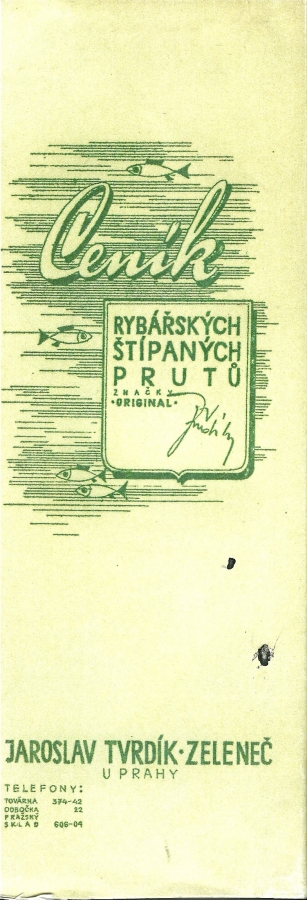 Ceník
RYBÁŘSKÝCH
ŠTÍPANÝCH
PRUTŮ
ZNAČKY
·ORIGINAL·
JAROSLAV TVRDÍK·ZELENEČ
U PRAHY
TELEFONY:
TOVÁRNA 374-42
ODBOČKA 22
PRAŽSKÝ
SKLAD 606-04